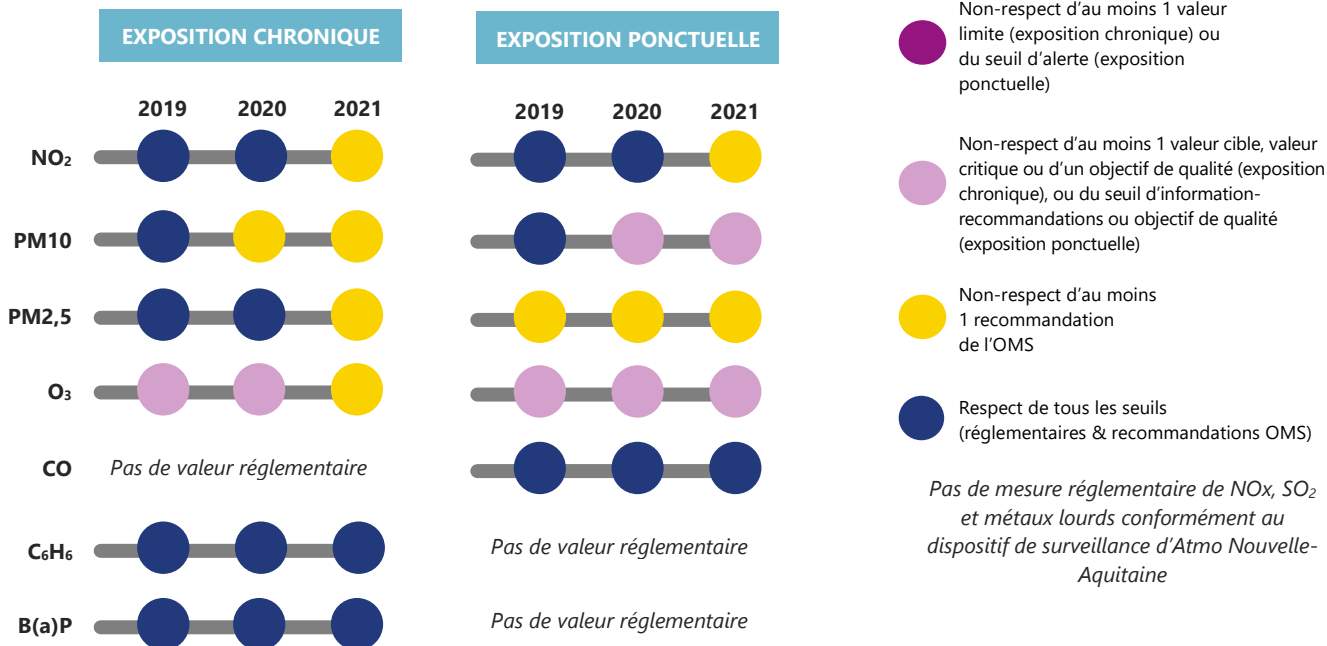 EXPOSITION CHRONIQUE
EXPOSITION PONCTUELLE
2019 2020 2021
2019 2020 2021
NO₂
PM10
PM2,5
O₃
CO Pas de valeur réglementaire
C₆H₆
Pas de valeur réglementaire
B(a)P
Pas de valeur réglementaire
Non-respect d’au moins 1 valeur
limite (exposition chronique) ou
du seuil d’alerte (exposition
ponctuelle)
Non-respect d’au moins 1 valeur cible, valeur
critique ou d’un objectif de qualité (exposition
chronique), ou du seuil d’information-
recommandations ou objectif de qualité
(exposition ponctuelle)
Non-respect d’au moins
1 recommandation
de l’OMS
Respect de tous les seuils
(réglementaires & recommandations OMS)
Pas de mesure réglementaire de NOx, SO₂
et métaux lourds conformément au
dispositif de surveillance d’Atmo Nouvelle-
Aquitaine